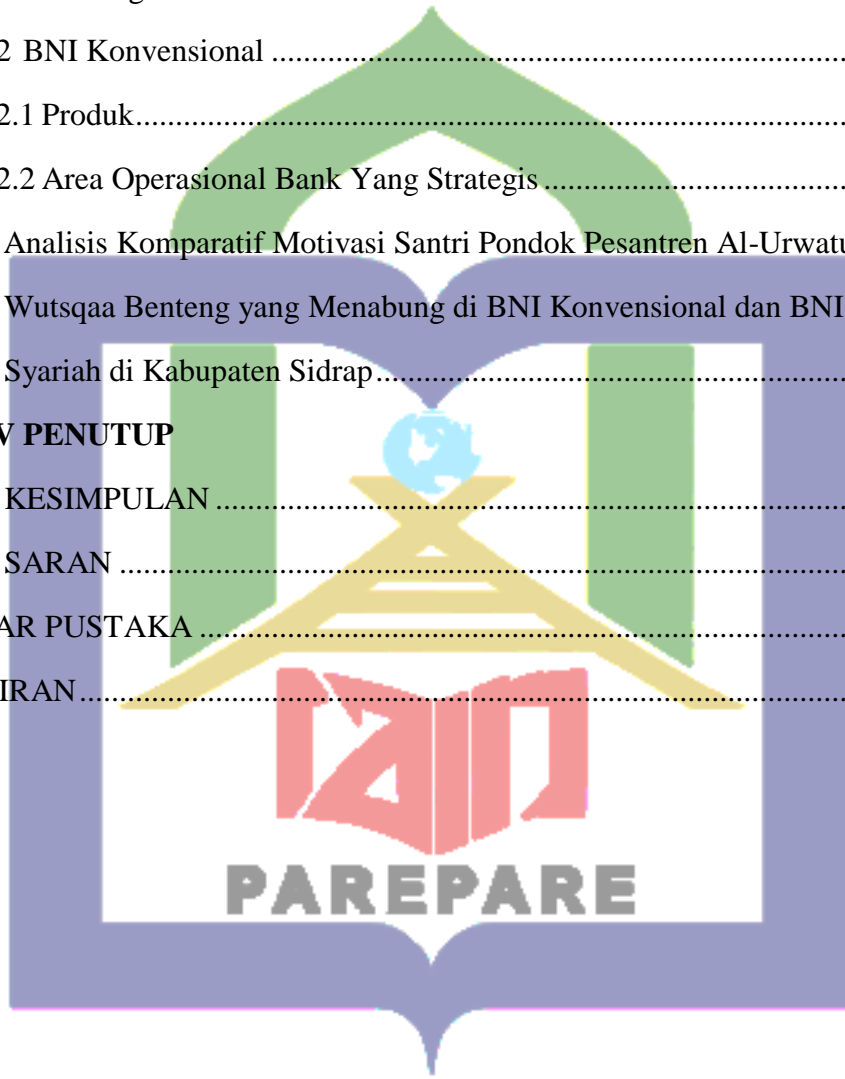 2 BNI Konvensional ........................................................................
2.1 Produk........................................................................................
2.2 Area Operasional Bank Yang Strategis ......................................
Analisis Komparatif Motivasi Santri Pondok Pesantren Al-Urwatu
Wutsqaa Benteng yang Menabung di BNI Konvensional dan BNI
Syariah di Kabupaten Sidrap..........................................................
V PENUTUP
KESIMPULAN ................................................................................
SARAN ............................................................................................
AR PUSTAKA .................................................................................
IRAN................................................................................................
iain
PAREPARE